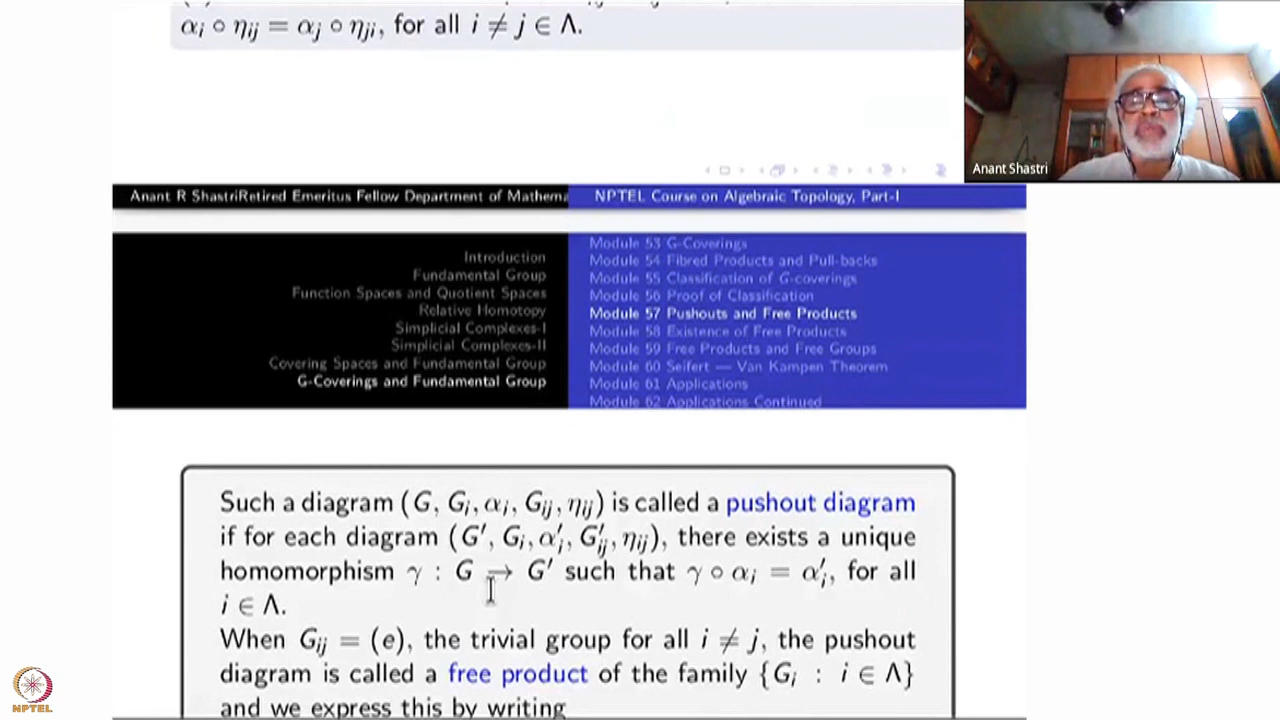 αᵢ ∘ ηᵢⱼ = αⱼ ∘ ηⱼᵢ, for all i ≠ j ∈ Λ.
Anant Shastri
Anant R ShastriRetired Emeritus Fellow Department of Mathema
NPTEL Course on Algebraic Topology, Part-I
Introduction
Fundamental Group
Function Spaces and Quotient Spaces
Relative Homotopy
Simplicial Complexes-I
Simplicial Complexes-II
Covering Spaces and Fundamental Group
G-Coverings and Fundamental Group
Module 53 G-Coverings
Module 54 Fibred Products and Pull-backs
Module 55 Classification of G-coverings
Module 56 Proof of Classification
Module 57 Pushouts and Free Products
Module 58 Existence of Free Products
Module 59 Free Products and Free Groups
Module 60 Seifert — Van Kampen Theorem
Module 61 Applications
Module 62 Applications Continued
Such a diagram (G, Gᵢ, αᵢ, Gᵢⱼ, ηᵢⱼ) is called a pushout diagram
if for each diagram (G′, Gᵢ, α′ᵢ, G′ᵢⱼ, ηᵢⱼ), there exists a unique
homomorphism γ : G → G′ such that γ ∘ αᵢ = α′ᵢ, for all
i ∈ Λ.
When Gᵢⱼ = (e), the trivial group for all i ≠ j, the pushout
diagram is called a free product of the family {Gᵢ : i ∈ Λ}
and we express this by writing
NPTEL